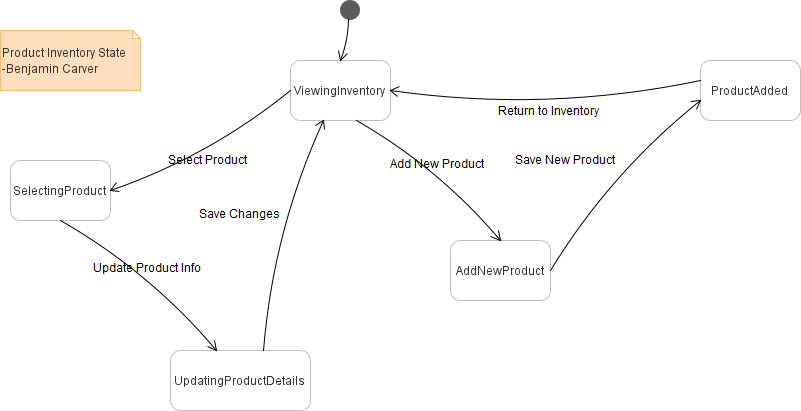 Product Inventory State
-Benjamin Carver
ViewingInventory
ProductAdded
Return to Inventory
Select Product
Add New Product
Save New Product
SelectingProduct
Save Changes
Update Product Info
AddNewProduct
UpdatingProductDetails